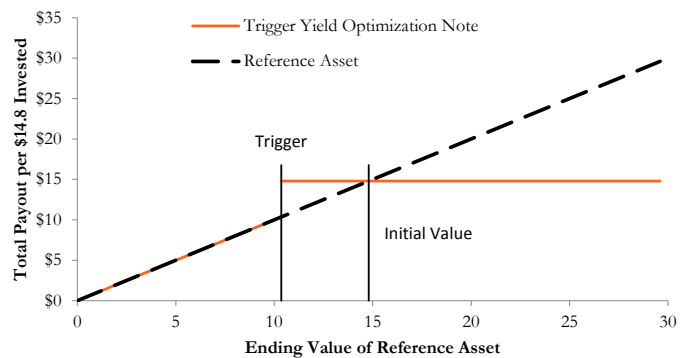 Trigger Yield Optimization Note
Reference Asset
$35
$30
$25
$20
$15
$10
$5
$0
Total Payout per $14.8 Invested
Trigger
Initial Value
0 5 10 15 20 25 30
Ending Value of Reference Asset